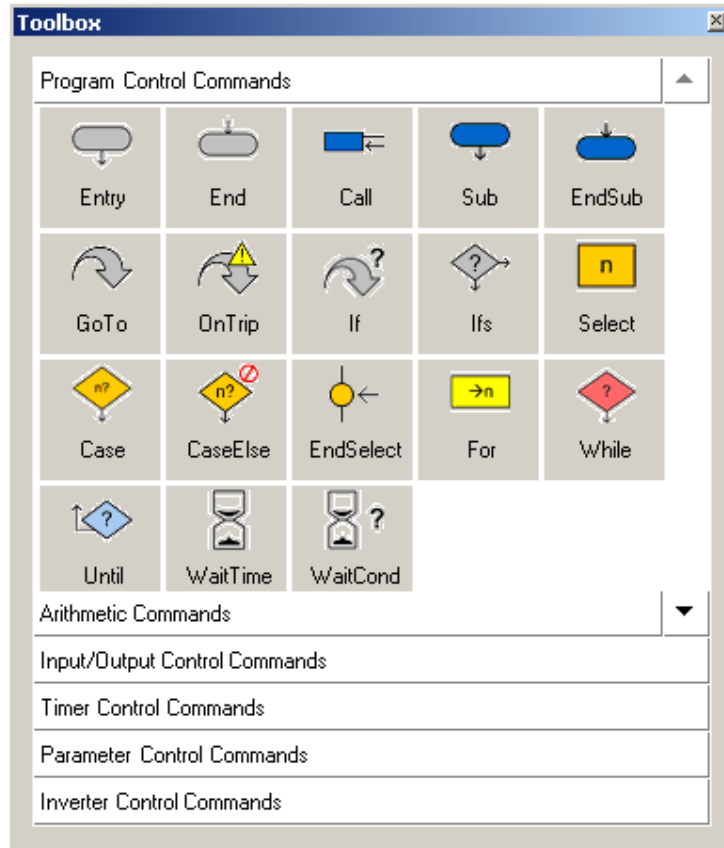 Toolbox
Program Control Commands
Entry End Call Sub EndSub
? ?
GoTo OnTrip If Ifs n Select
n? n? →n ?
Case CaseElse EndSelect For While
? ?
Until WaitTime WaitCond
Arithmetic Commands
Input/Output Control Commands
Timer Control Commands
Parameter Control Commands
Inverter Control Commands